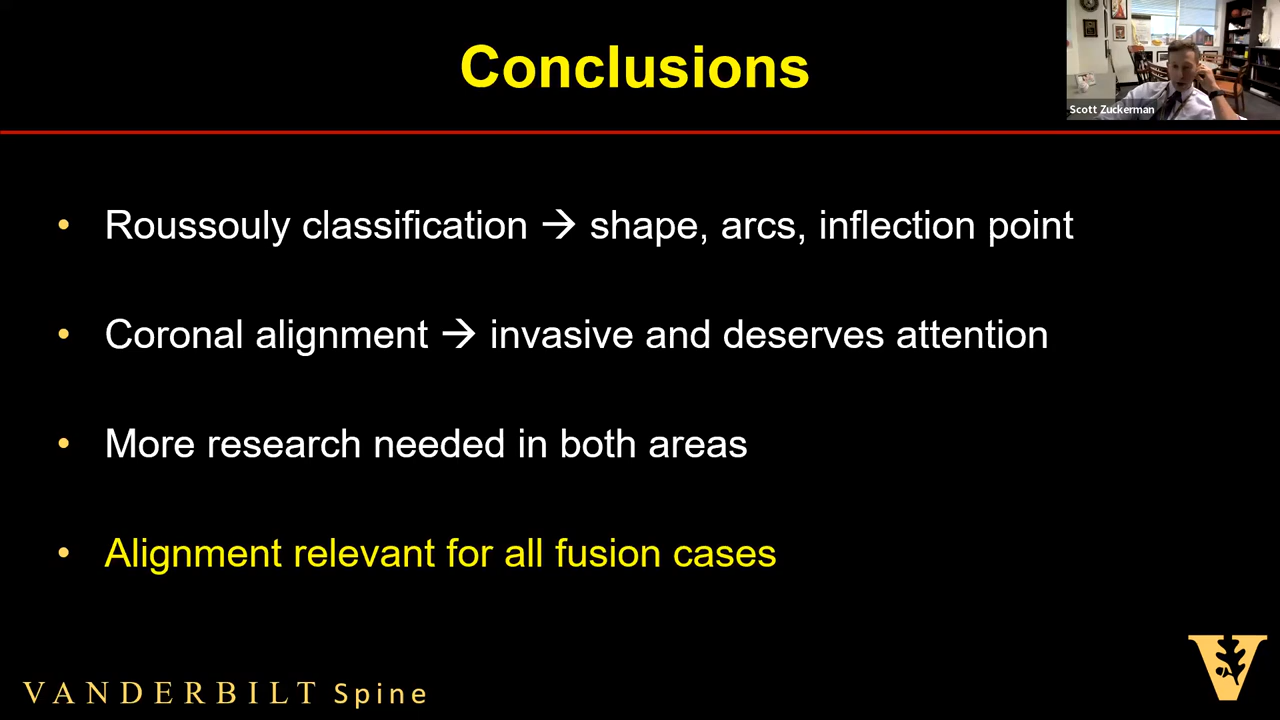 Conclusions
Scott Zuckerman
• Roussouly classification → shape, arcs, inflection point
• Coronal alignment → invasive and deserves attention
• More research needed in both areas
• Alignment relevant for all fusion cases
VANDERBILT Spine
V